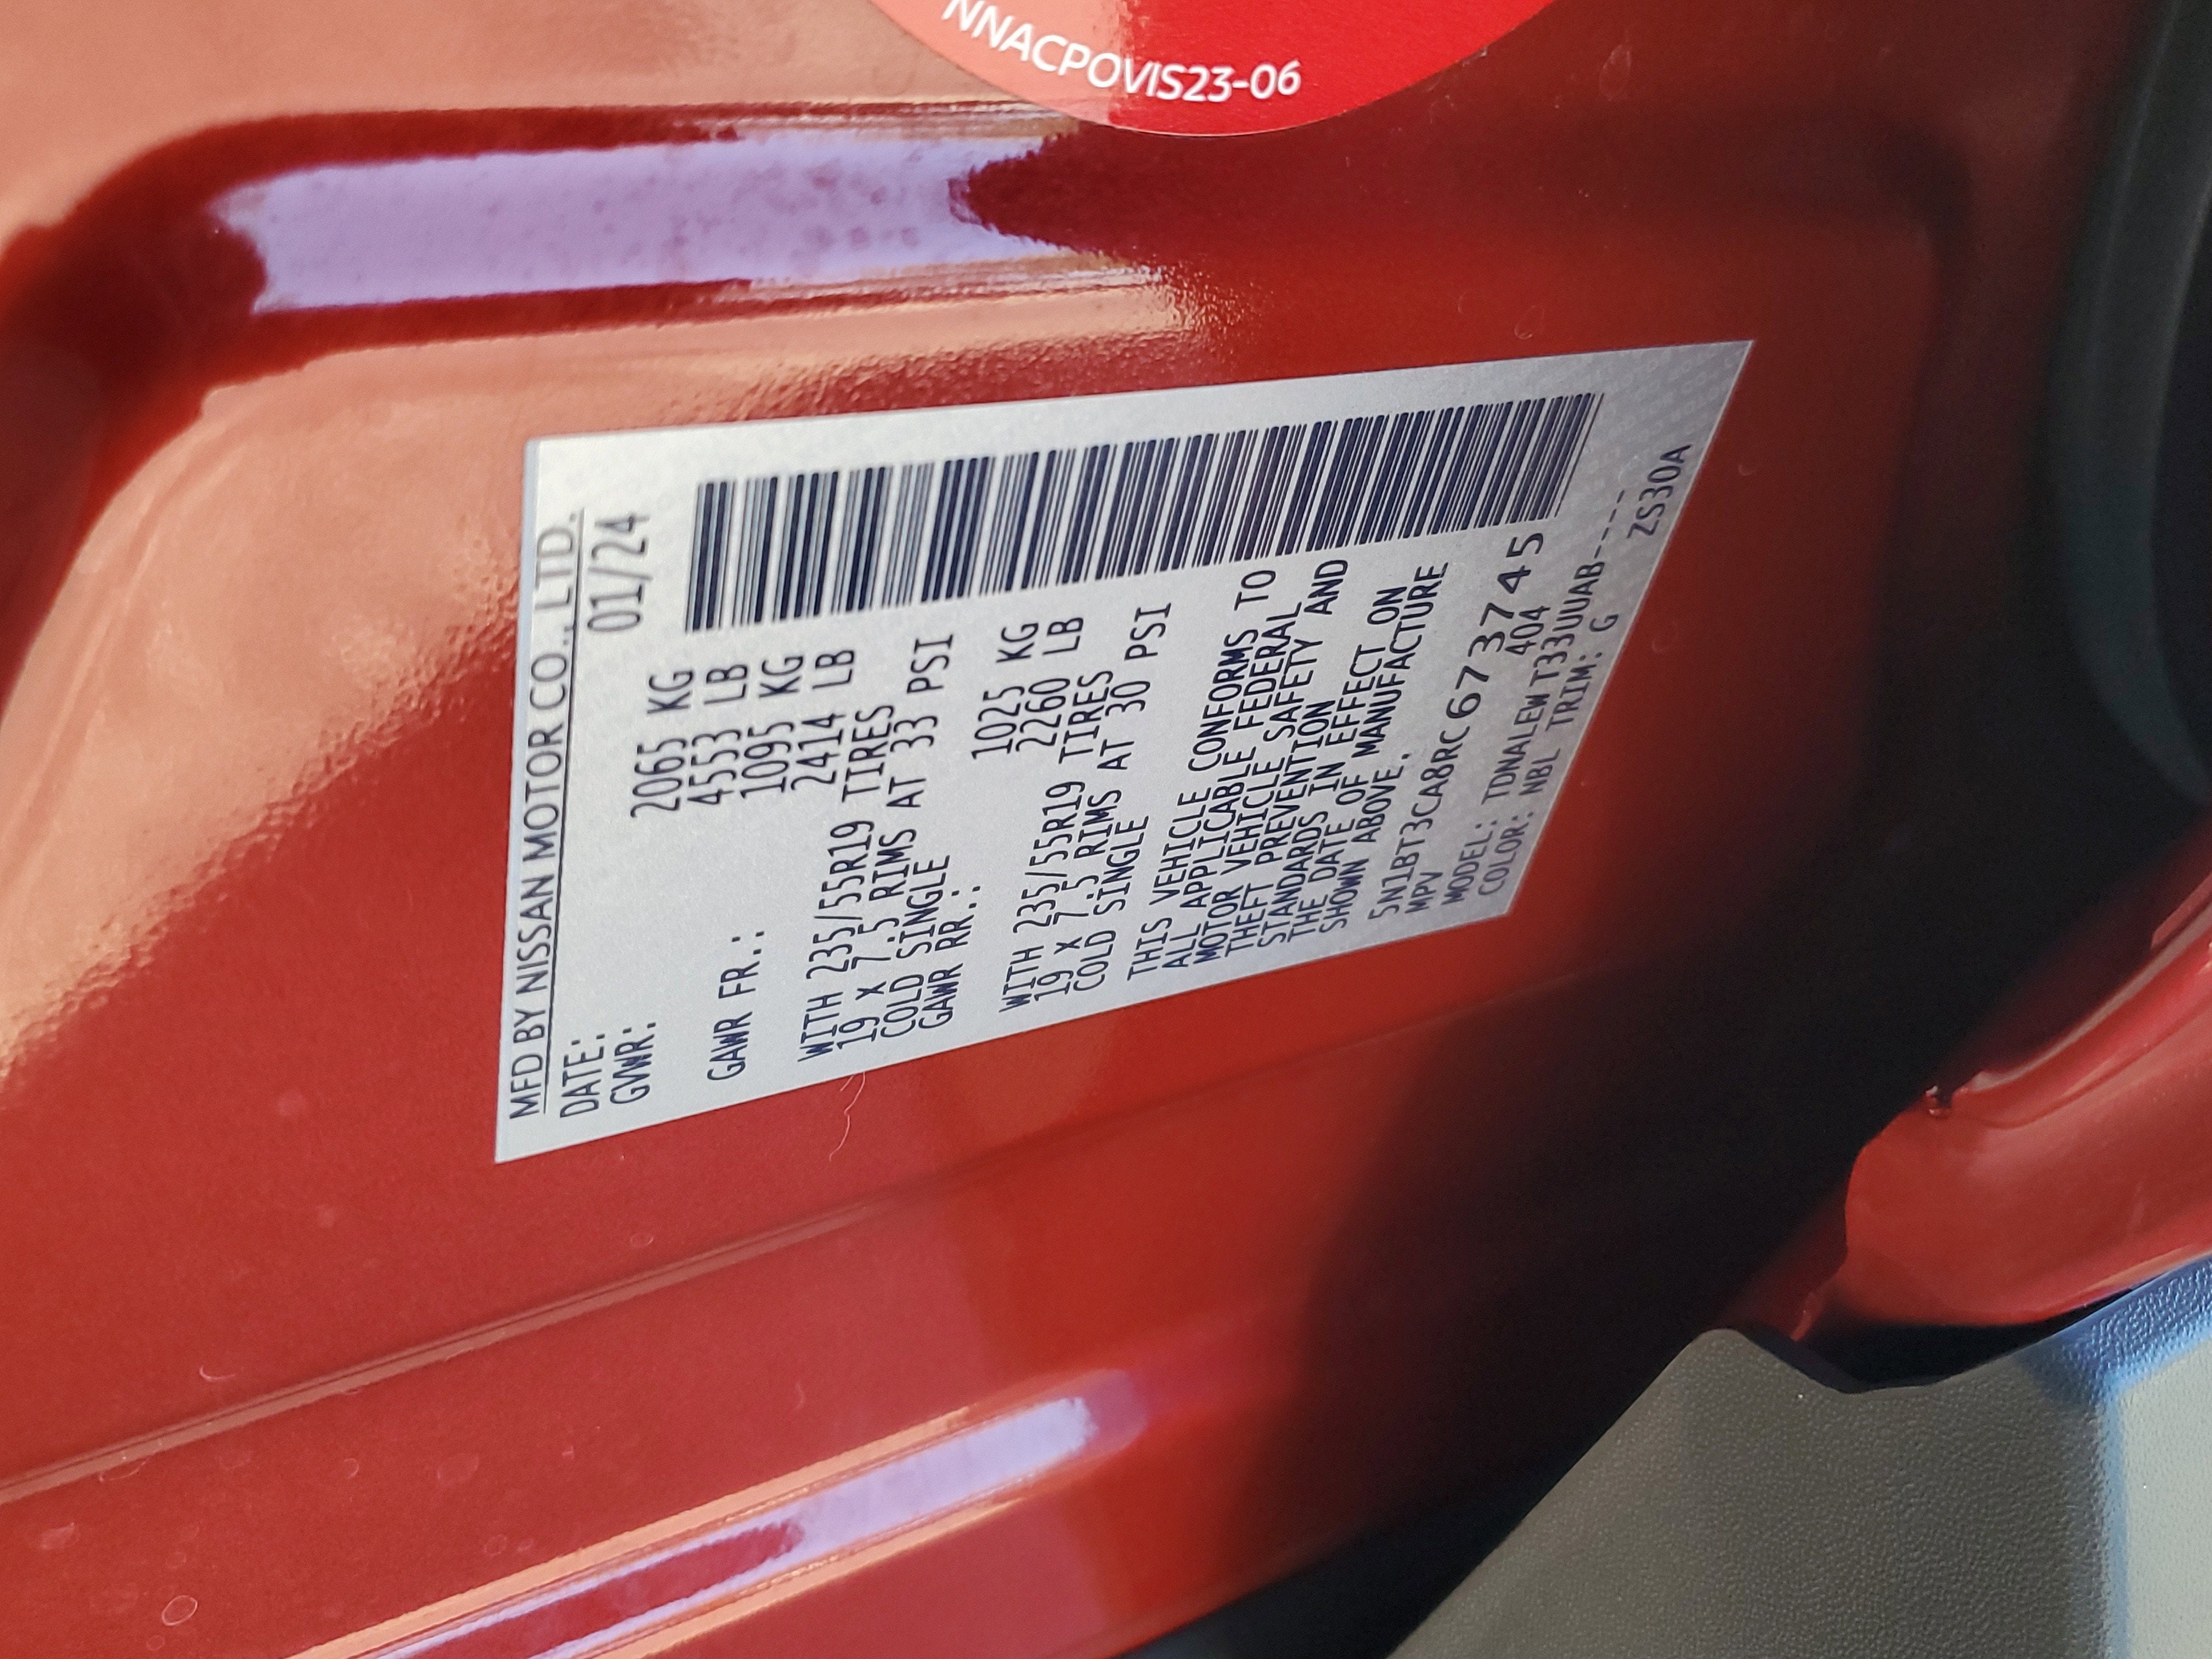 NNACPOVIS23-06
MFD BY NISSAN MOTOR CO., LTD.
DATE: 01/24
GVWR: 2065 KG
4553 LB
GAWR FR.: 1095 KG
2414 LB
WITH 235/55R19 TIRES
19 X 7.5 RIMS AT 33 PSI
COLD SINGLE
GAWR RR.: 1025 KG
2260 LB
WITH 235/55R19 TIRES
19 X 7.5 RIMS AT 30 PSI
COLD SINGLE
THIS VEHICLE CONFORMS TO
ALL APPLICABLE FEDERAL
MOTOR VEHICLE SAFETY AND
THEFT PREVENTION
STANDARDS IN EFFECT ON
THE DATE OF MANUFACTURE
SHOWN ABOVE.
5N1BT3CA8RC673745
MPV 404
MODEL: TDNALEWT33UUAB-----
COLOR: NBL TRIM: G
ZS30A